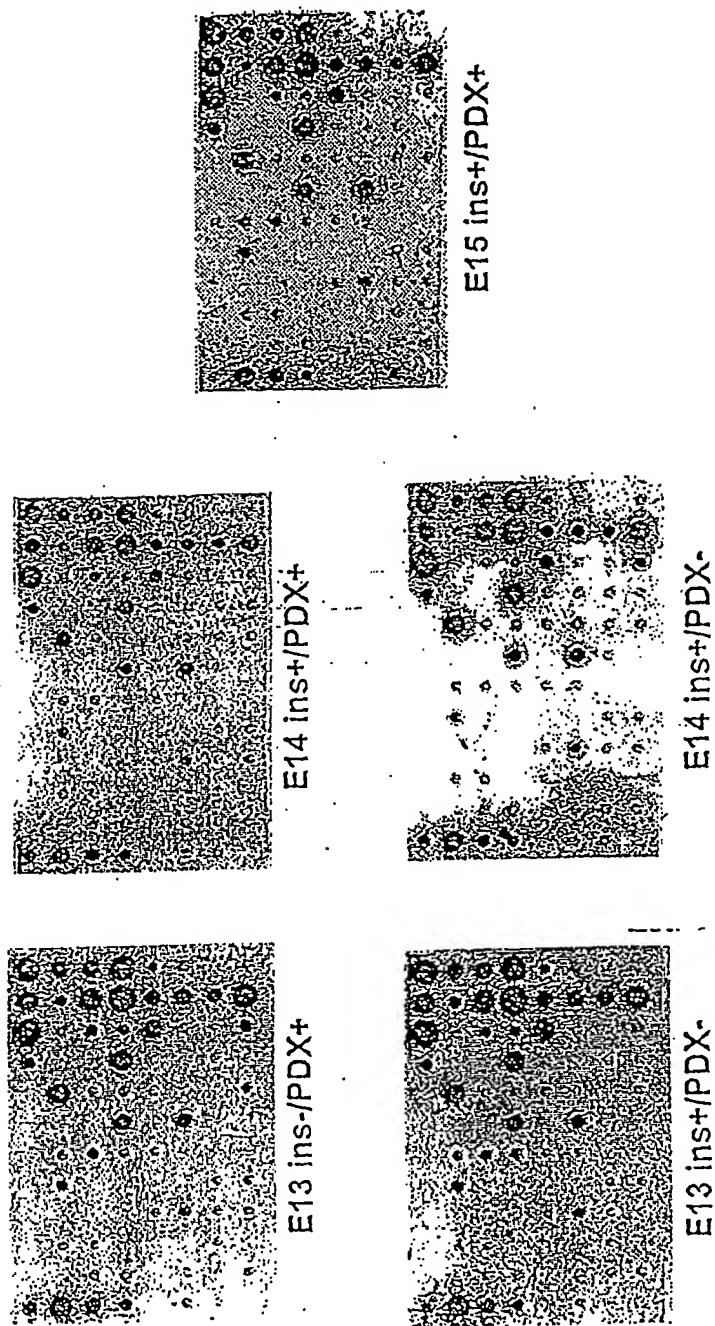 E15 ins+/PDX+
E14 ins+/PDX+
E14 ins+/PDX-
E13 ins-/PDX+
E13 ins+/PDX-